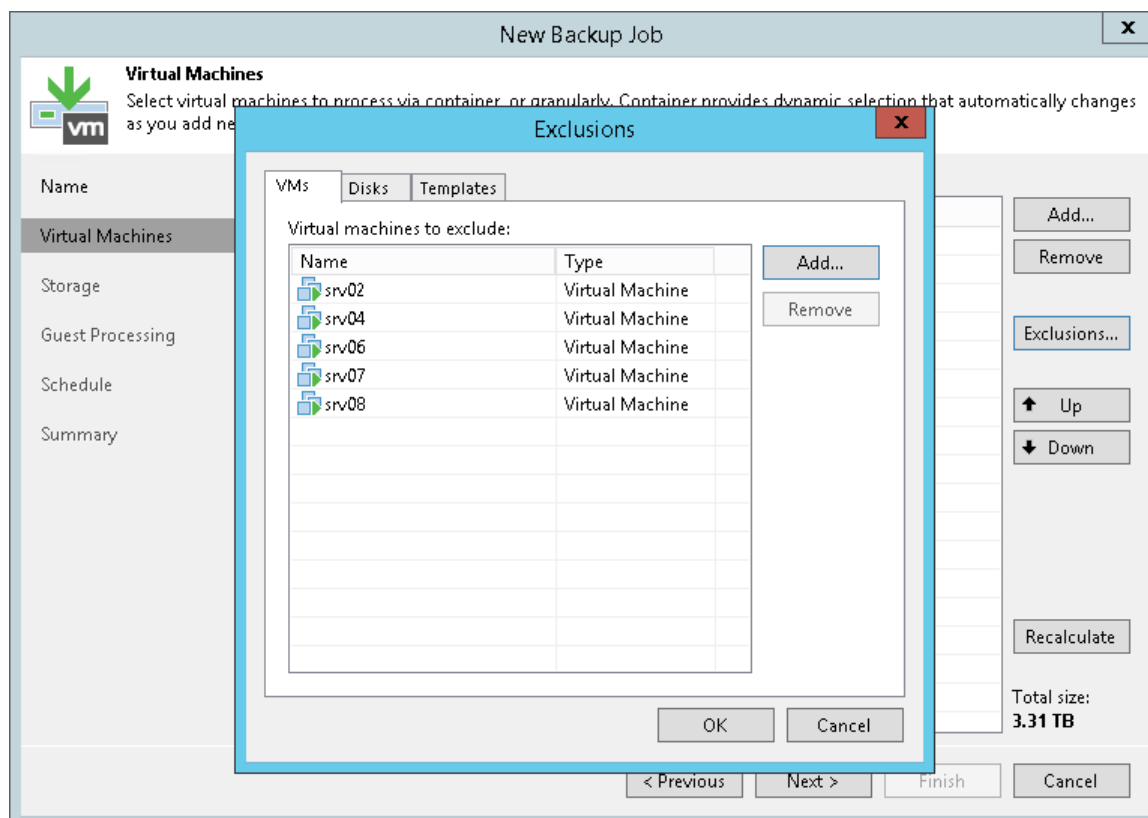 New Backup Job
x
Virtual Machines
Select virtual machines to process via container, or granularly. Container provides dynamic selection that automatically changes
as you add ne
vm
Exclusions
x
Name
Virtual Machines
Storage
Guest Processing
Schedule
Summary
VMs
Disks
Templates
Virtual machines to exclude:
Name Type
srv02 Virtual Machine
srv04 Virtual Machine
srv06 Virtual Machine
srv07 Virtual Machine
srv08 Virtual Machine
Add...
Remove
OK
Cancel
Add...
Remove
Exclusions...
Up
Down
Recalculate
Total size:
3.31 TB
< Previous
Next >
Finish
Cancel